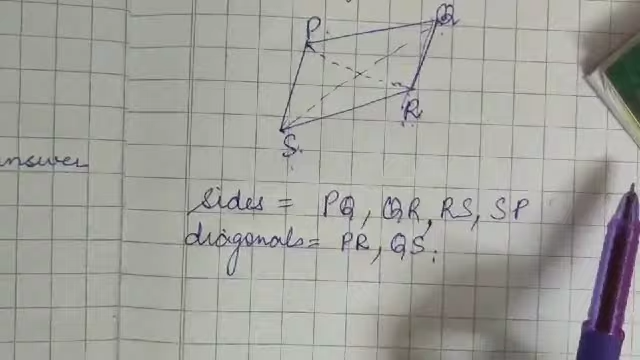 P
Q
R
S.
nswer
sides = PQ, QR, RS, SP
diagonals = PR, QS.